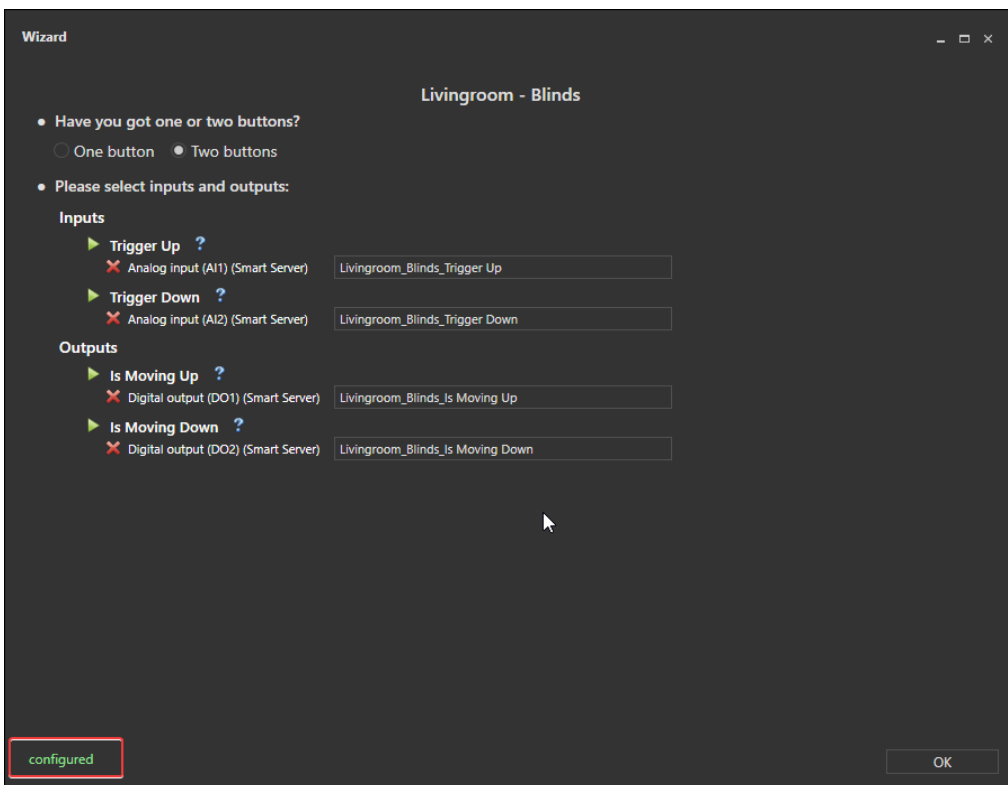 Wizard
Livingroom - Blinds
Have you got one or two buttons?
One button Two buttons
Please select inputs and outputs:
Inputs
Trigger Up ?
Analog input (AI1) (Smart Server) Livingroom_Blinds_Trigger Up
Trigger Down ?
Analog input (AI2) (Smart Server) Livingroom_Blinds_Trigger Down
Outputs
Is Moving Up ?
Digital output (DO1) (Smart Server) Livingroom_Blinds_Is Moving Up
Is Moving Down ?
Digital output (DO2) (Smart Server) Livingroom_Blinds_Is Moving Down
configured OK